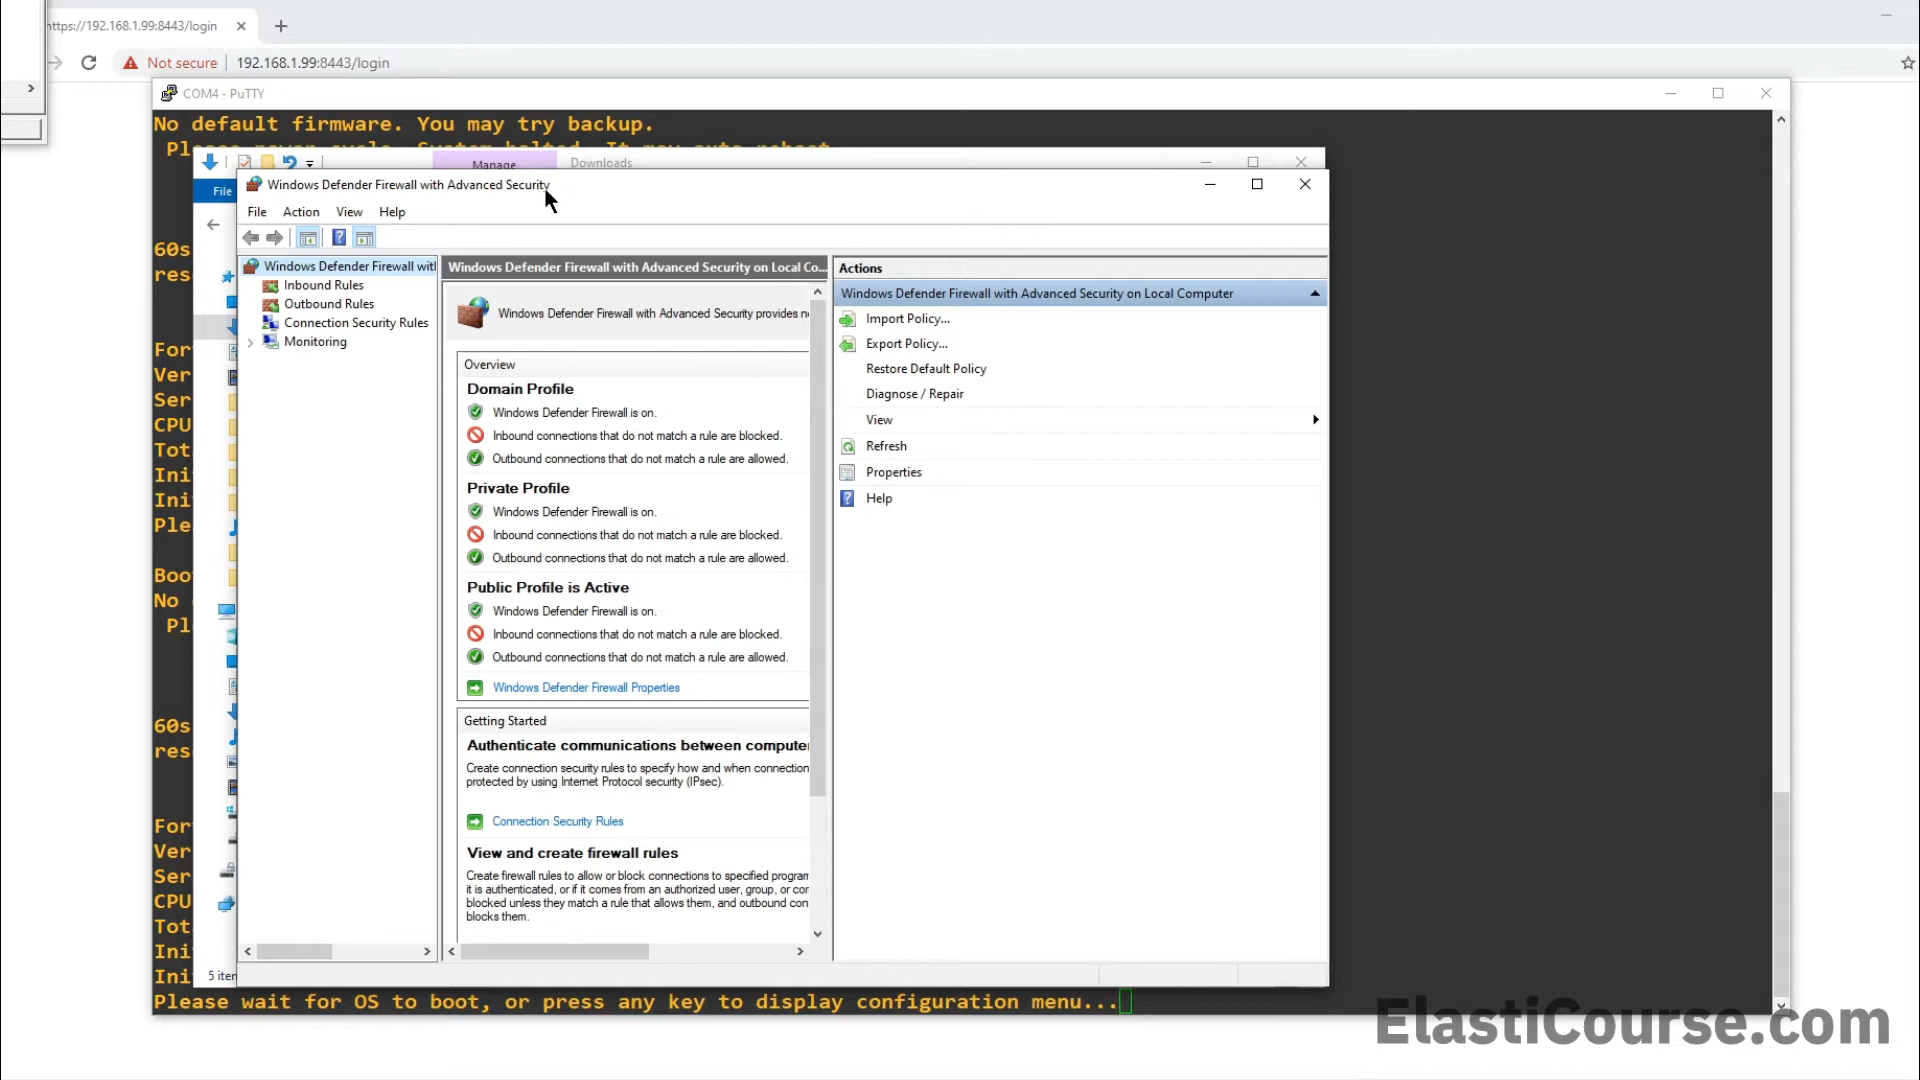 https://192.168.1.99:8443/login
Not secure 192.168.1.99:8443/login
COM4 - PuTTY
No default firmware. You may try backup.
Manage Downloads
File
Windows Defender Firewall with Advanced Security
File Action View Help
Windows Defender Firewall wit
Inbound Rules
Outbound Rules
Connection Security Rules
Monitoring
Windows Defender Firewall with Advanced Security on Local Co...
Windows Defender Firewall with Advanced Security provides n
Overview
Domain Profile
Windows Defender Firewall is on.
Inbound connections that do not match a rule are blocked.
Outbound connections that do not match a rule are allowed.
Private Profile
Windows Defender Firewall is on.
Inbound connections that do not match a rule are blocked.
Outbound connections that do not match a rule are allowed.
Public Profile is Active
Windows Defender Firewall is on.
Inbound connections that do not match a rule are blocked.
Outbound connections that do not match a rule are allowed.
Windows Defender Firewall Properties
Getting Started
Authenticate communications between compute
Create connection security rules to specify how and when connection
protected by using Internet Protocol security (IPsec).
Connection Security Rules
View and create firewall rules
Create firewall rules to allow or block connections to specified program
it is authenticated, or if it comes from an authorized user, group, or co
blocked unless they match a rule that allows them, and outbound con
blocks them.
Actions
Windows Defender Firewall with Advanced Security on Local Computer
Import Policy...
Export Policy...
Restore Default Policy
Diagnose / Repair
View
Refresh
Properties
Help
60s
res
For
Ver
Ser
CPU
Tot
Ini
Ini
Ple
Boo
No
Pl
60s
res
For
Ver
Ser
CPU
Tot
Ini
Ini
5 iten
Please wait for OS to boot, or press any key to display configuration menu...
ElastiCourse.com